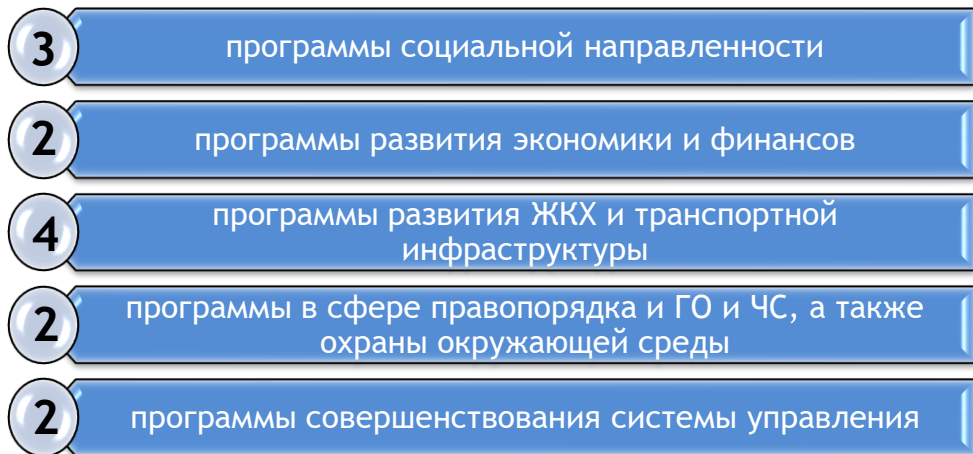 3
программы социальной направленности
2
программы развития экономики и финансов
4
программы развития ЖКХ и транспортной
инфраструктуры
2
программы в сфере правопорядка и ГО и ЧС, а также
охраны окружающей среды
2
программы совершенствования системы управления